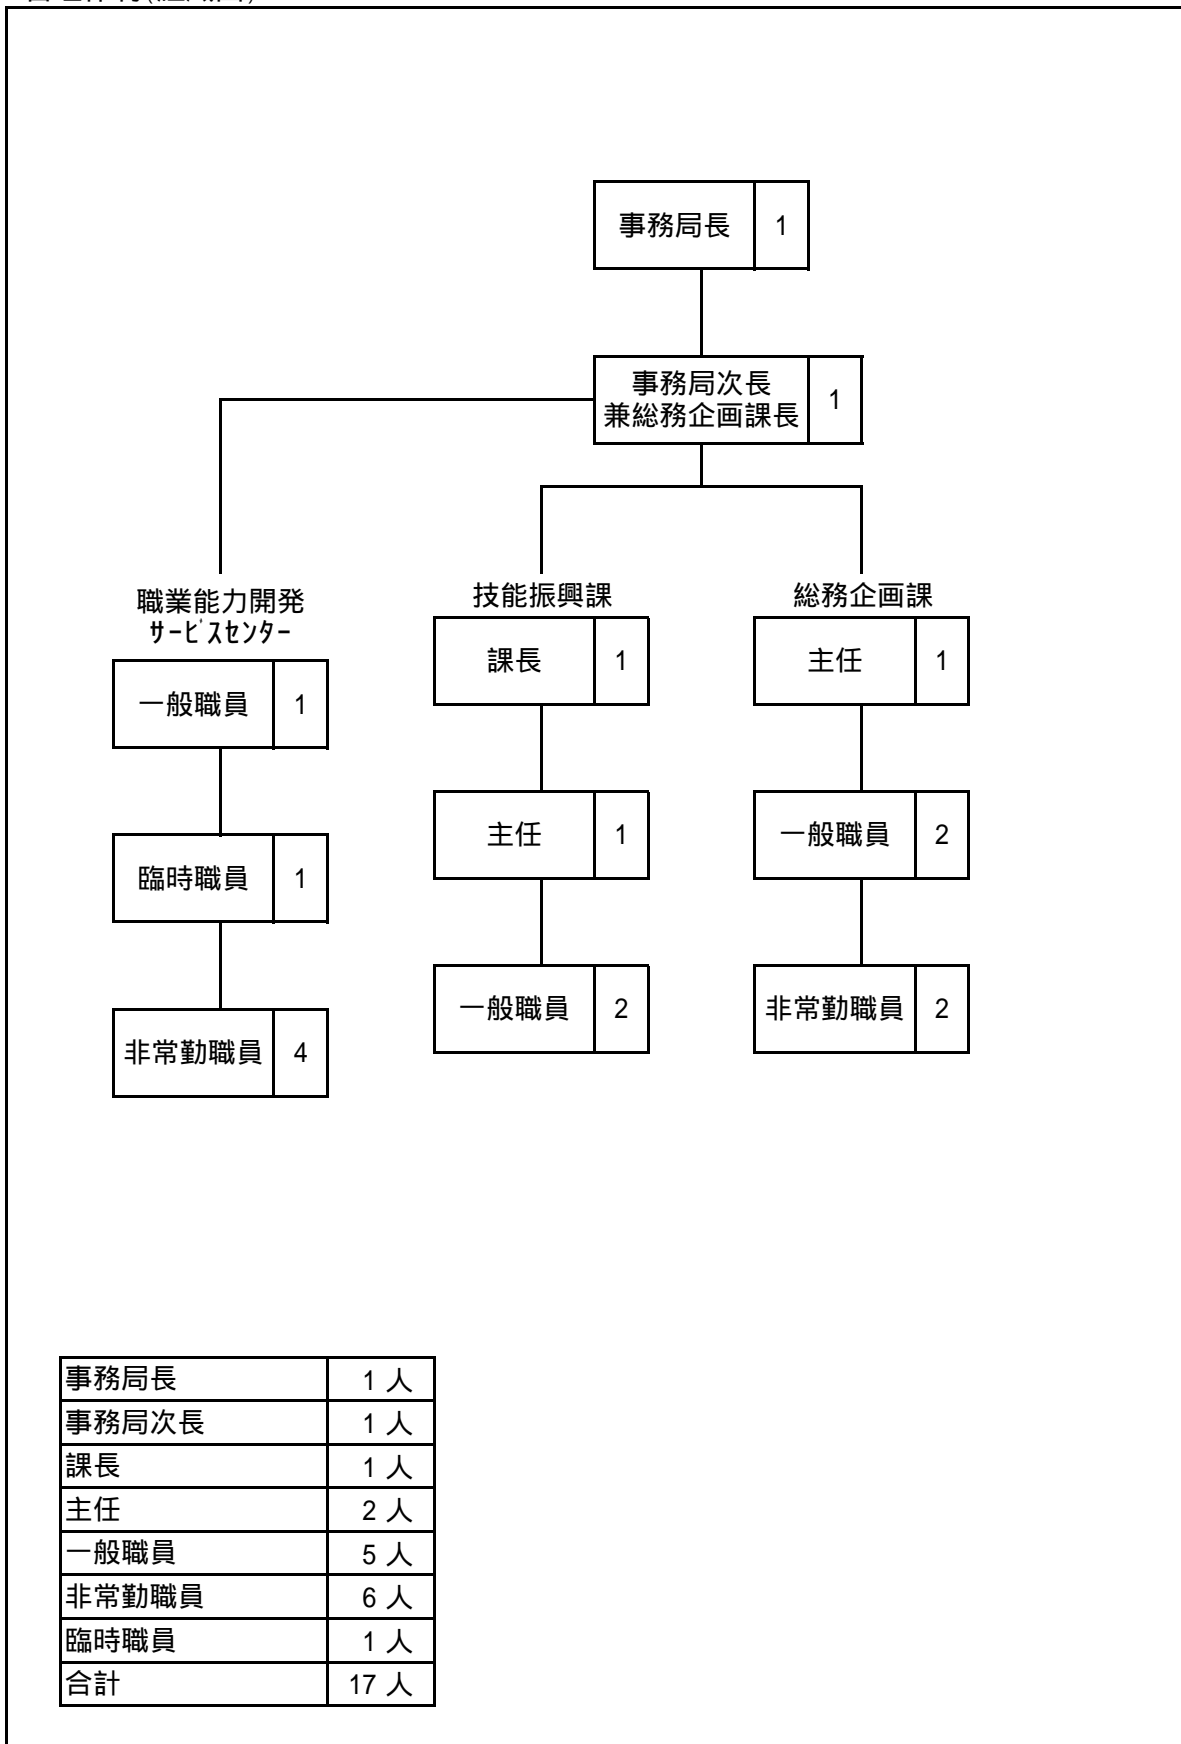 事務局長 1
事務局次長
兼総務企画課長 1
職業能力開発
ｻｰﾋﾞｽｾﾝﾀｰ
技能振興課
総務企画課
一般職員 1
臨時職員 1
非常勤職員 4
課長 1
主任 1
一般職員 2
主任 1
一般職員 2
非常勤職員 2
事務局長 1 人
事務局次長 1 人
課長 1 人
主任 2 人
一般職員 5 人
非常勤職員 6 人
臨時職員 1 人
合計 17 人